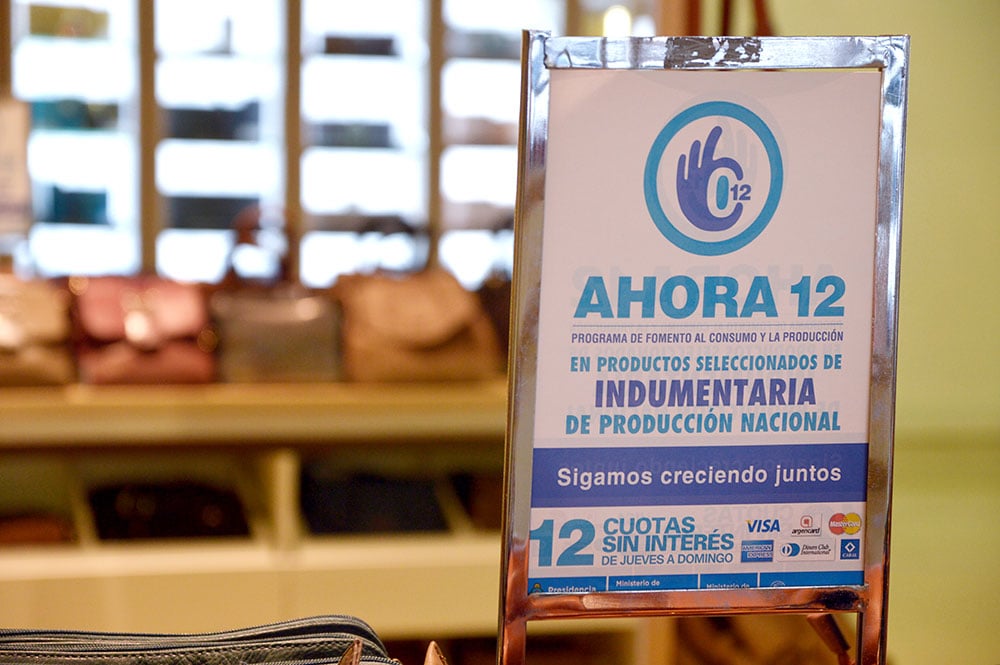 12
AHORA 12
PROGRAMA DE FOMENTO AL CONSUMO Y LA PRODUCCIÓN
EN PRODUCTOS SELECCIONADOS DE
INDUMENTARIA
DE PRODUCCIÓN NACIONAL
Sigamos creciendo juntos
12 CUOTAS
SIN INTERÉS
DE JUEVES A DOMINGO
VISA argencard MasterCard
AMERICAN EXPRESS Diners Club International CABAL
Presidencia Ministerio de Ministerio de